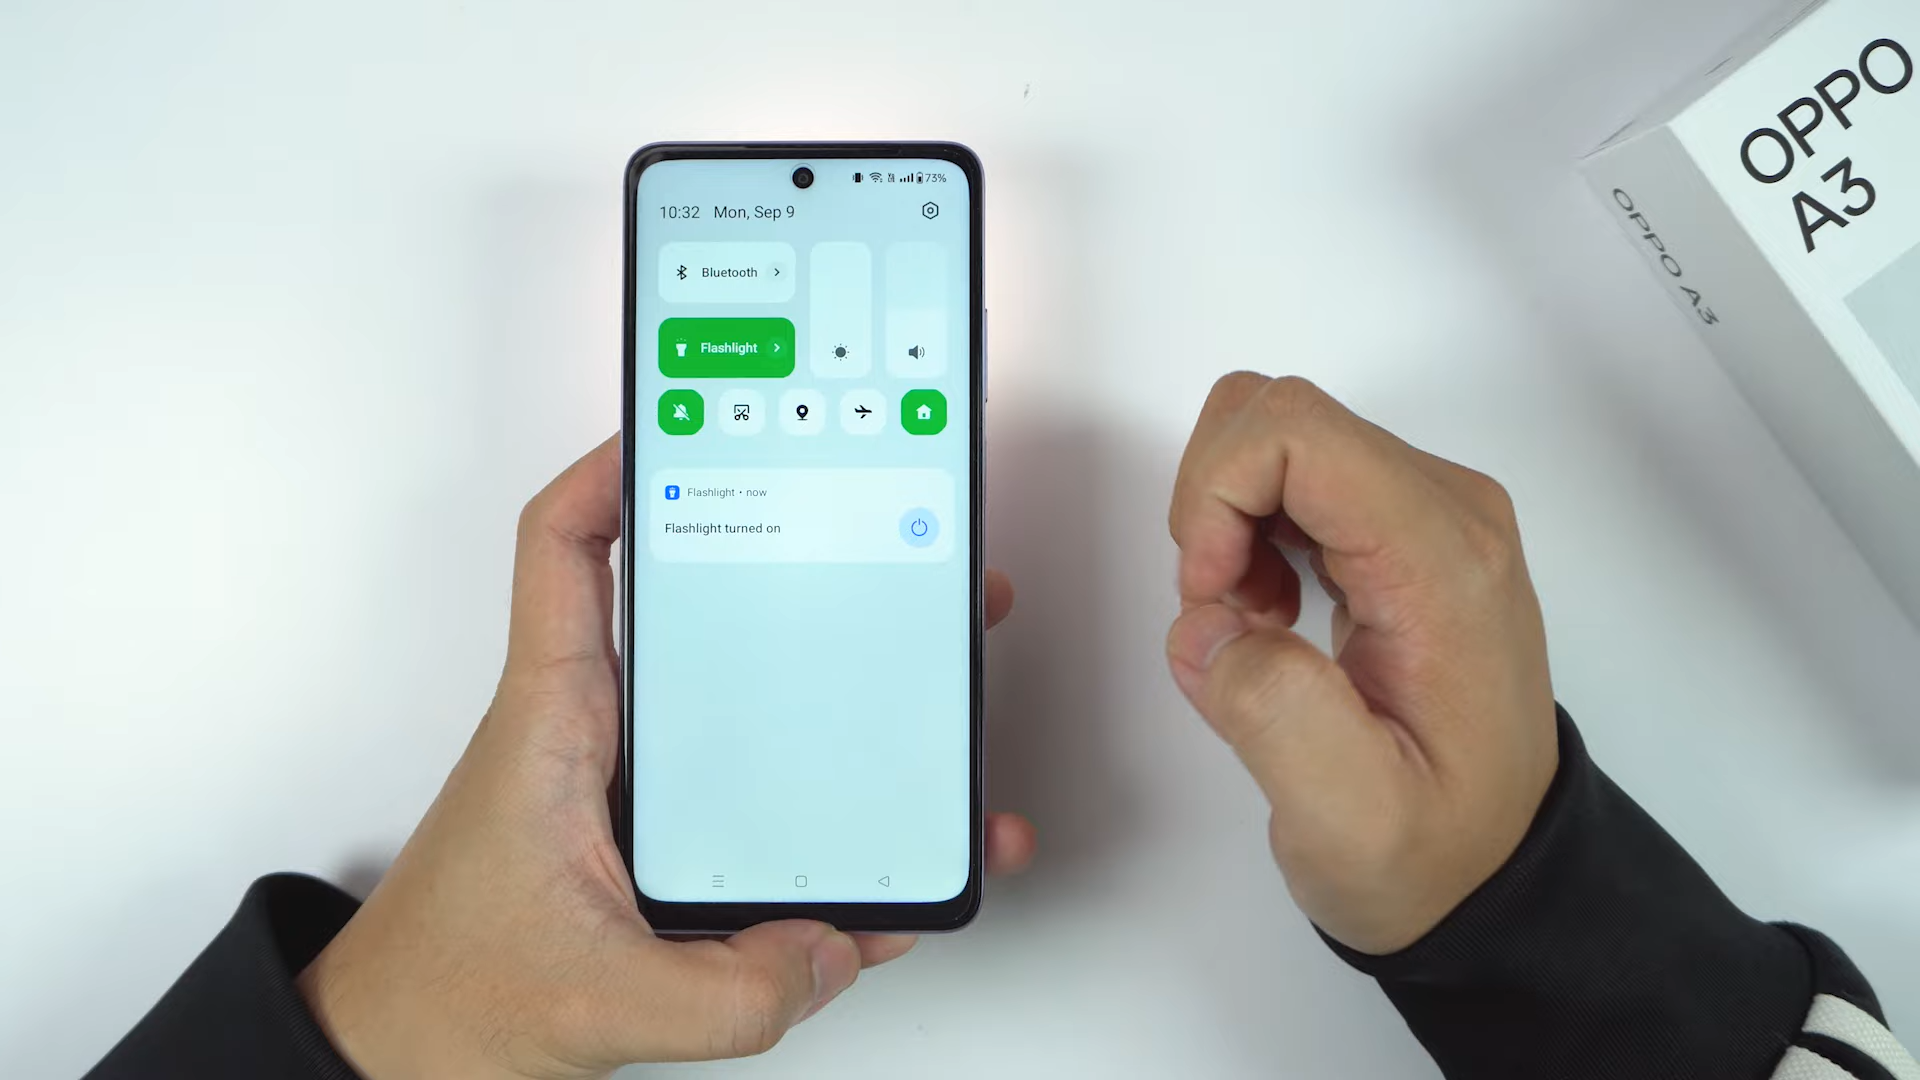 73%
10:32 Mon, Sep 9
Bluetooth
Flashlight
Flashlight • now
Flashlight turned on
OPPO
A3
OPPO A3